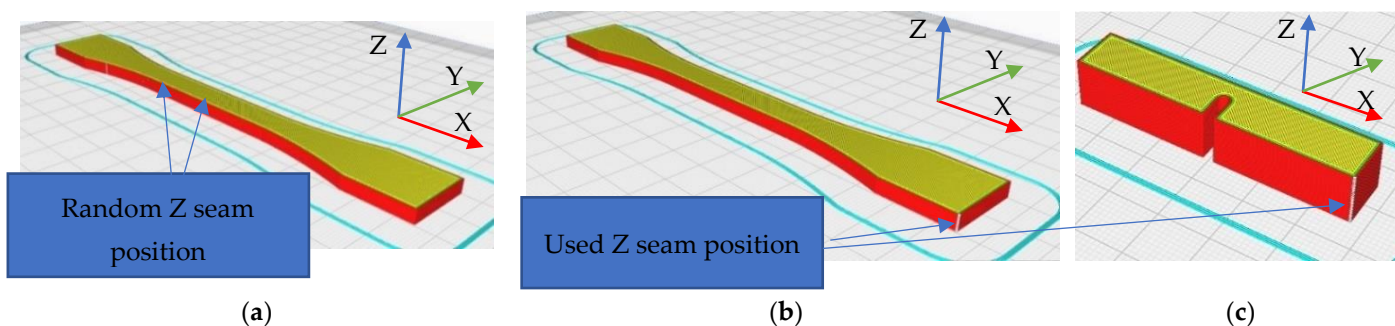 Z
Y
X
Random Z seam
position
(a)
Z
Y
X
Used Z seam position
(b)
Z
Y
X
(c)